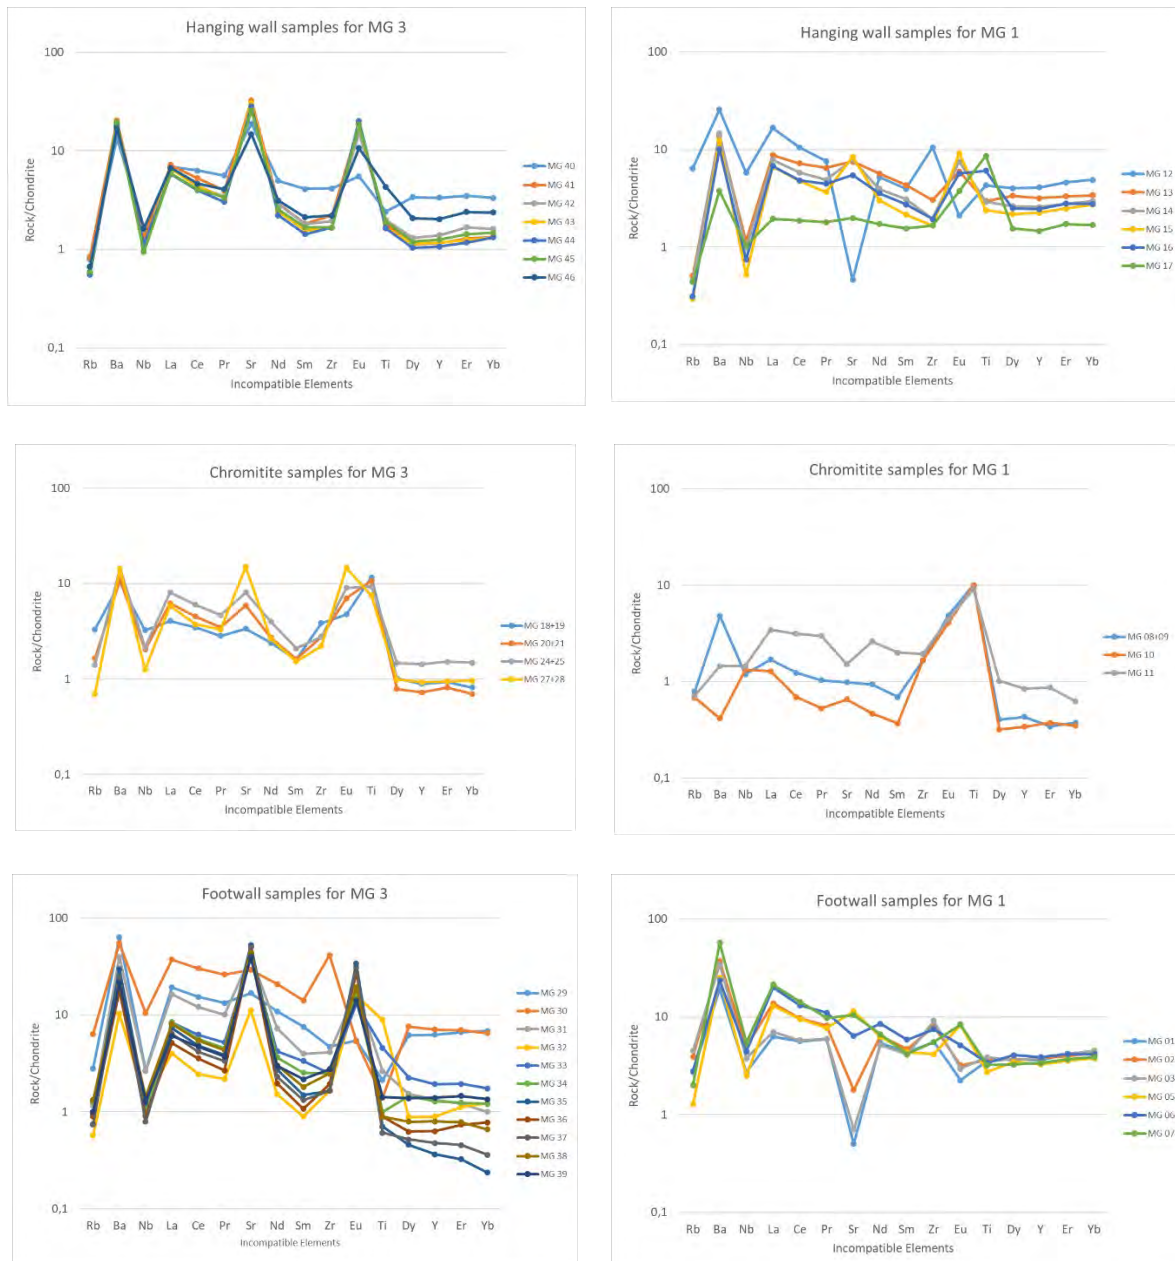 Hanging wall samples for MG 3
100
10
1
0,1
Rock/Chondrite
Rb Ba Nb La Ce Pr Sr Nd Sm Zr Eu Ti Dy Y Er Yb
Incompatible Elements
MG 40
MG 41
MG 42
MG 43
MG 44
MG 45
MG 46
Hanging wall samples for MG 1
100
10
1
0,1
Rock/Chondrite
Rb Ba Nb La Ce Pr Sr Nd Sm Zr Eu Ti Dy Y Er Yb
Incompatible Elements
MG 12
MG 13
MG 14
MG 15
MG 16
MG 17
Chromitite samples for MG 3
100
10
1
0,1
Rock/Chondrite
Rb Ba Nb La Ce Pr Sr Nd Sm Zr Eu Ti Dy Y Er Yb
Incompatible Elements
MG 18+19
MG 20+21
MG 24+25
MG 27+28
Chromitite samples for MG 1
100
10
1
0,1
Rock/Chondrite
Rb Ba Nb La Ce Pr Sr Nd Sm Zr Eu Ti Dy Y Er Yb
Incompatible Elements
MG 08+09
MG 10
MG 11
Footwall samples for MG 3
100
10
1
0,1
Rock/Chondrite
Rb Ba Nb La Ce Pr Sr Nd Sm Zr Eu Ti Dy Y Er Yb
Incompatible Elements
MG 29
MG 30
MG 31
MG 32
MG 33
MG 34
MG 35
MG 36
MG 37
MG 38
MG 39
Footwall samples for MG 1
100
10
1
0,1
Rock/Chondrite
Rb Ba Nb La Ce Pr Sr Nd Sm Zr Eu Ti Dy Y Er Yb
Incompatible Elements
MG 01
MG 02
MG 03
MG 05
MG 06
MG 07